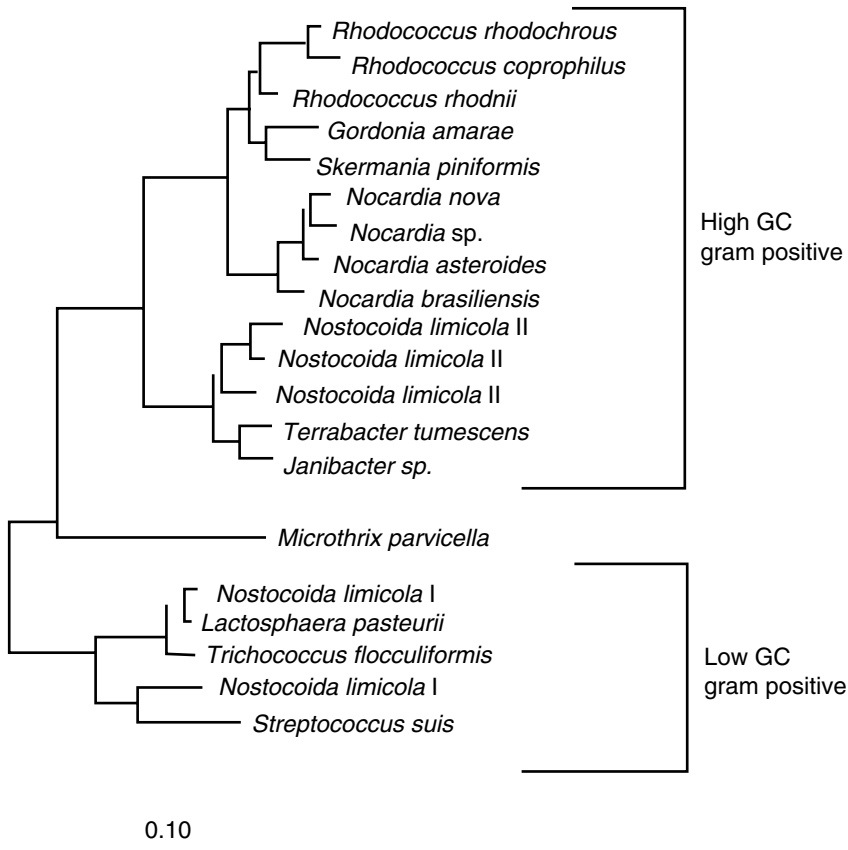 Rhodococcus rhodochrous
Rhodococcus coprophilus
Rhodococcus rhodnii
Gordonia amarae
Skermania piniformis
Nocardia nova
Nocardia sp.
Nocardia asteroides
Nocardia brasiliensis
Nostocoida limicola II
Nostocoida limicola II
Nostocoida limicola II
Terrabacter tumescens
Janibacter sp.
High GC
gram positive
Microthrix parvicella
Nostocoida limicola I
Lactosphaera pasteurii
Trichococcus flocculiformis
Nostocoida limicola I
Streptococcus suis
Low GC
gram positive
0.10